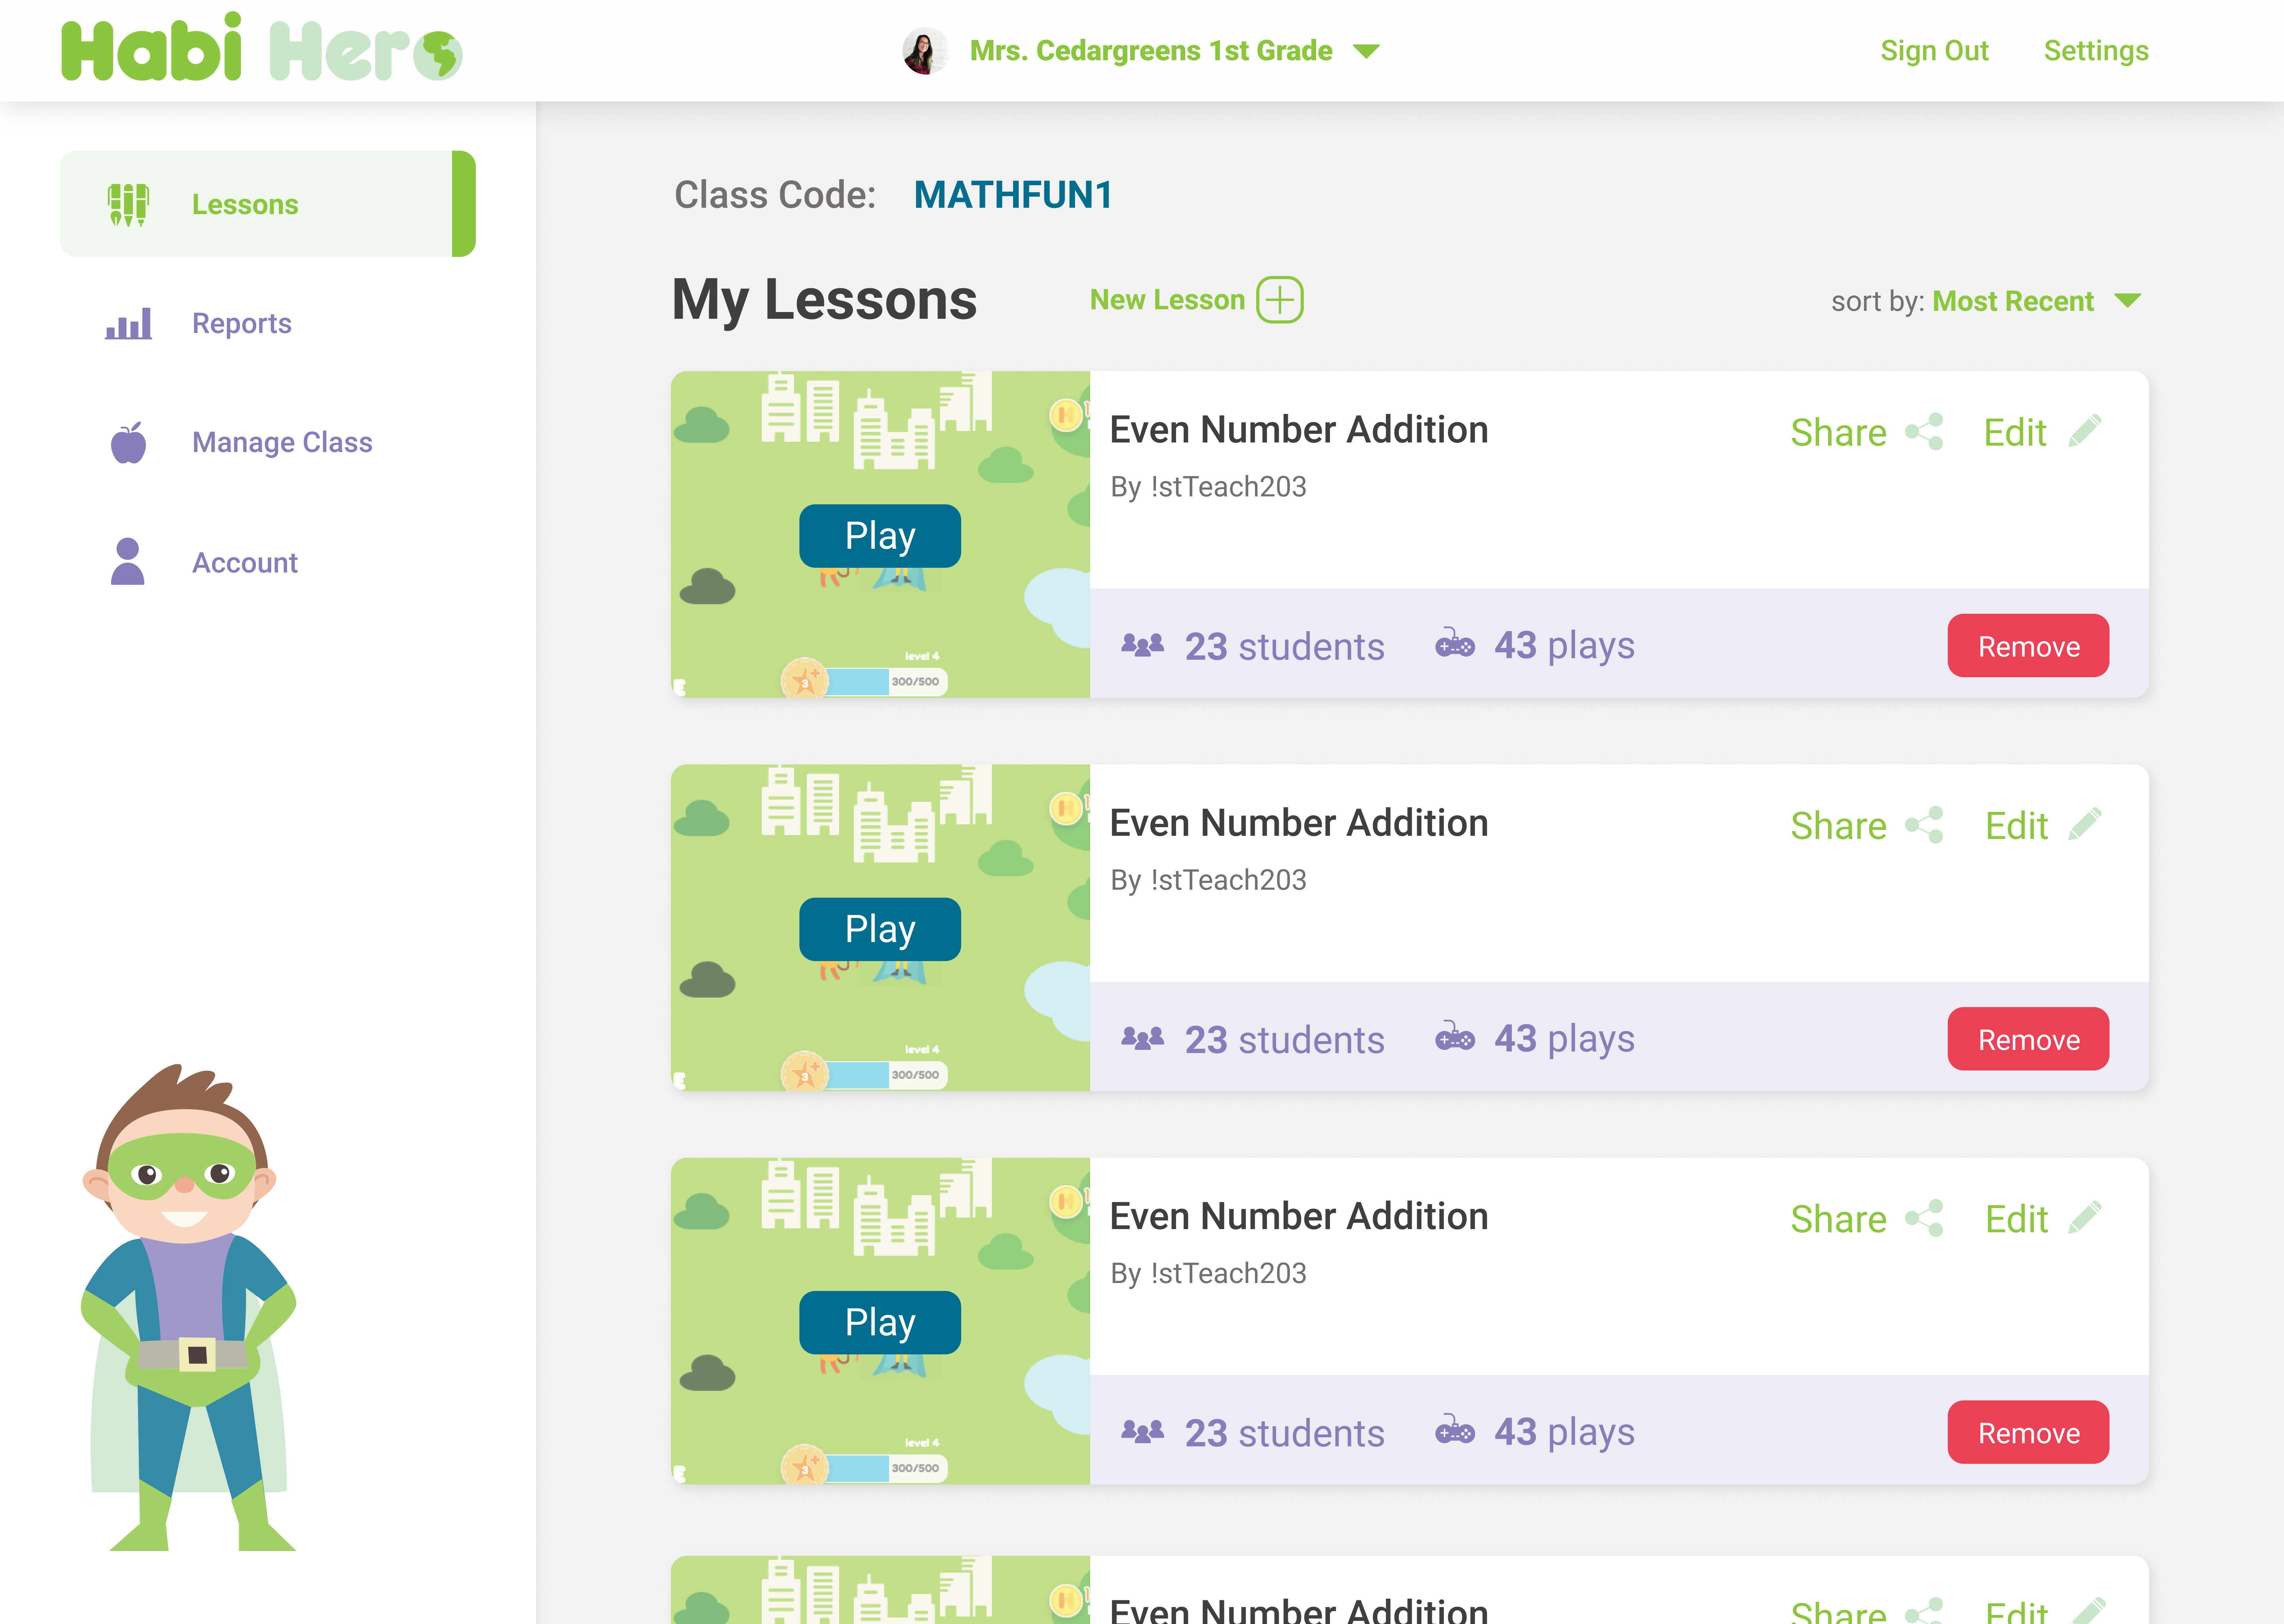 Habi Hero
Mrs. Cedargreens 1st Grade
Sign Out
Settings
Lessons
Reports
Manage Class
Account
Class Code: MATHFUN1
My Lessons
New Lesson
sort by: Most Recent
Even Number Addition
Share
Edit
By !stTeach203
Play
level 4
3
300/500
E
H
23 students
43 plays
Remove
Even Number Addition
Share
Edit
By !stTeach203
Play
level 4
3
300/500
E
H
23 students
43 plays
Remove
Even Number Addition
Share
Edit
By !stTeach203
Play
level 4
3
300/500
E
H
23 students
43 plays
Remove
H
Even Number Addition
Share
Edit